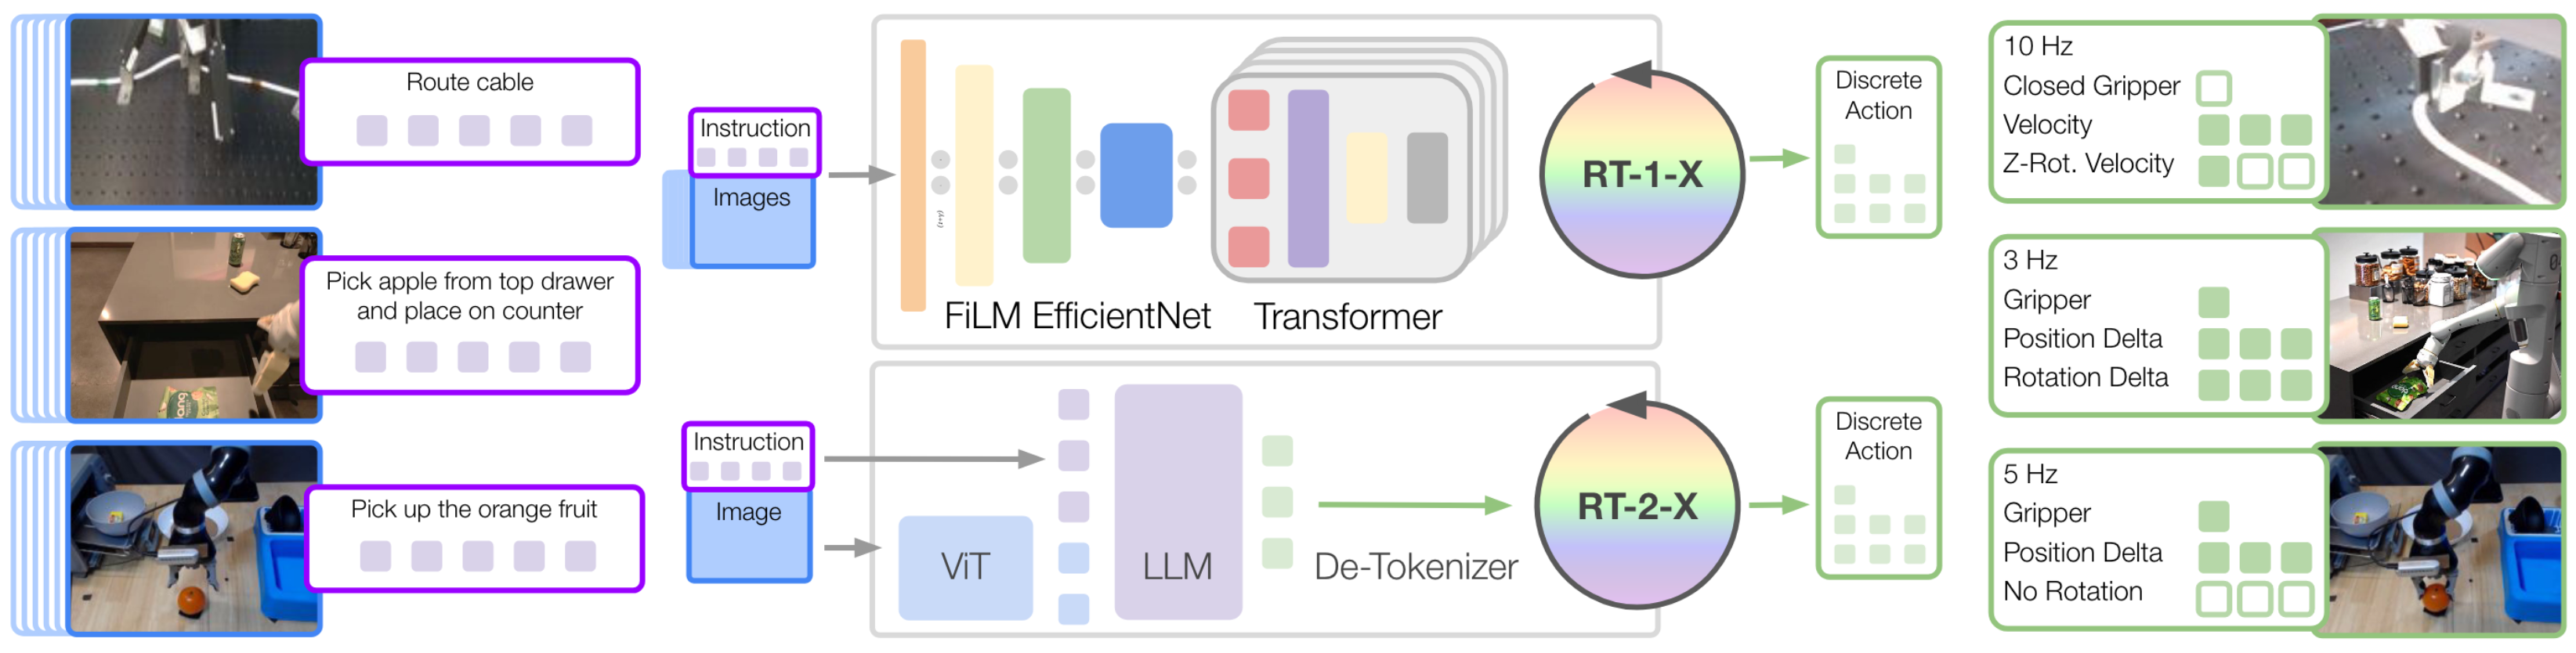 Route cable
Pick apple from top drawer
and place on counter
Pick up the orange fruit
Instruction
Images
FiLM EfficientNet
Transformer
RT-1-X
Discrete
Action
Instruction
Image
ViT
LLM
De-Tokenizer
RT-2-X
Discrete
Action
10 Hz
Closed Gripper
Velocity
Z-Rot. Velocity
3 Hz
Gripper
Position Delta
Rotation Delta
5 Hz
Gripper
Position Delta
No Rotation